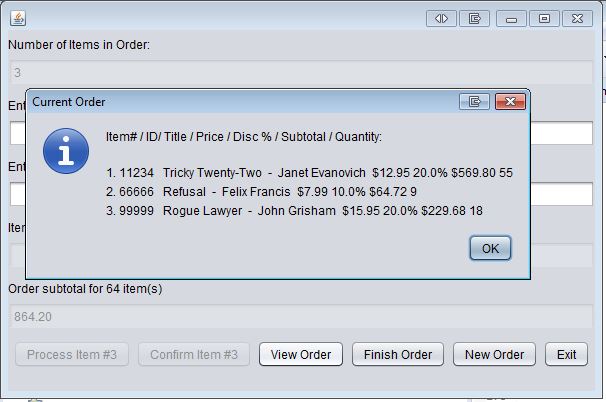 Number of Items in Order:
3
Current Order
Item# / ID/ Title / Price / Disc % / Subtotal / Quantity:
1. 11234 Tricky Twenty-Two - Janet Evanovich $12.95 20.0% $569.80 55
2. 66666 Refusal - Felix Francis $7.99 10.0% $64.72 9
3. 99999 Rogue Lawyer - John Grisham $15.95 20.0% $229.68 18
OK
Ent
Ent
Iten
Order subtotal for 64 item(s)
864.20
Process Item #3 Confirm Item #3 View Order Finish Order New Order Exit